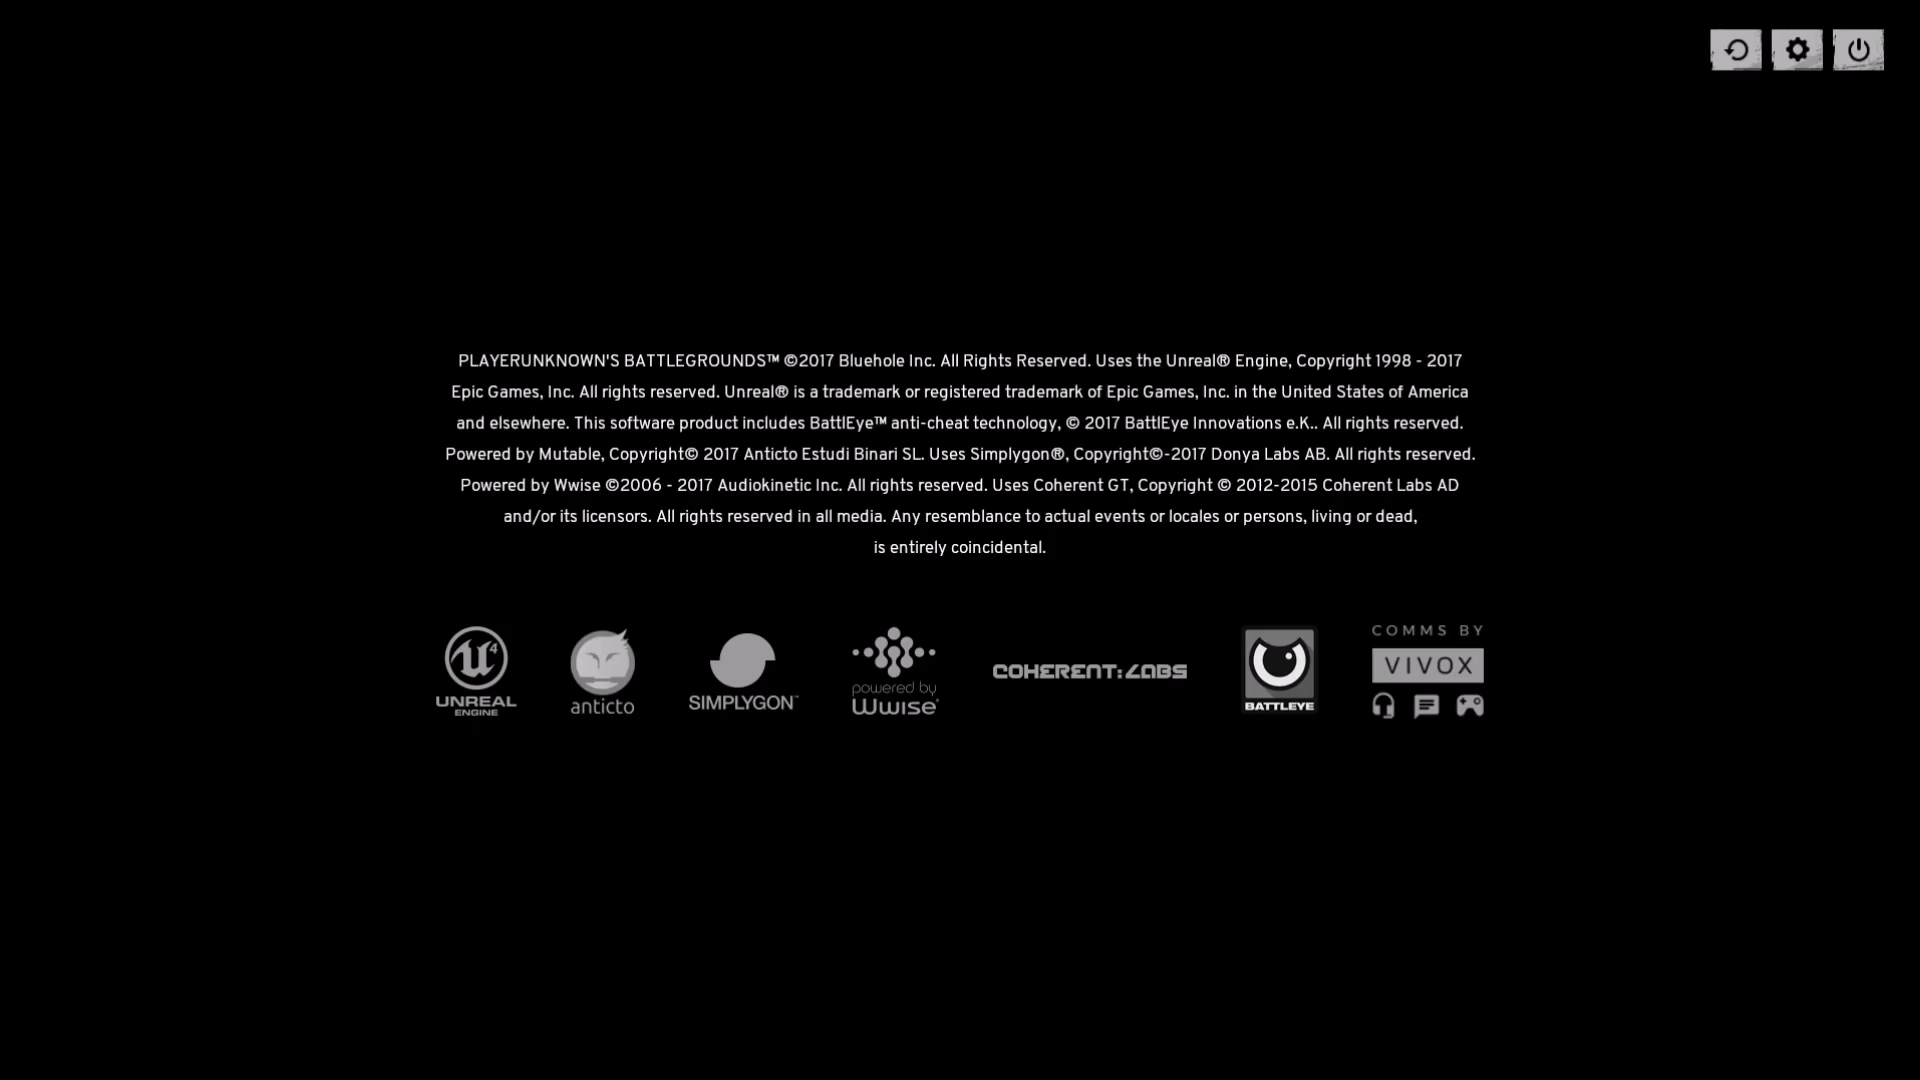 PLAYERUNKNOWN'S BATTLEGROUNDS™ ©2017 Bluehole Inc. All Rights Reserved. Uses the Unreal® Engine, Copyright 1998 - 2017
Epic Games, Inc. All rights reserved. Unreal® is a trademark or registered trademark of Epic Games, Inc. in the United States of America
and elsewhere. This software product includes BattlEye™ anti-cheat technology, © 2017 BattlEye Innovations e.K.. All rights reserved.
Powered by Mutable, Copyright© 2017 Anticto Estudi Binari SL. Uses Simplygon®, Copyright©-2017 Donya Labs AB. All rights reserved.
Powered by Wwise ©2006 - 2017 Audiokinetic Inc. All rights reserved. Uses Coherent GT, Copyright © 2012-2015 Coherent Labs AD
and/or its licensors. All rights reserved in all media. Any resemblance to actual events or locales or persons, living or dead,
is entirely coincidental.
U4
UNREAL
ENGINE
anticto
SIMPLYGON™
powered by
Wwise®
COHERENT:LABS
BATTLEYE
COMMS BY
VIVOX